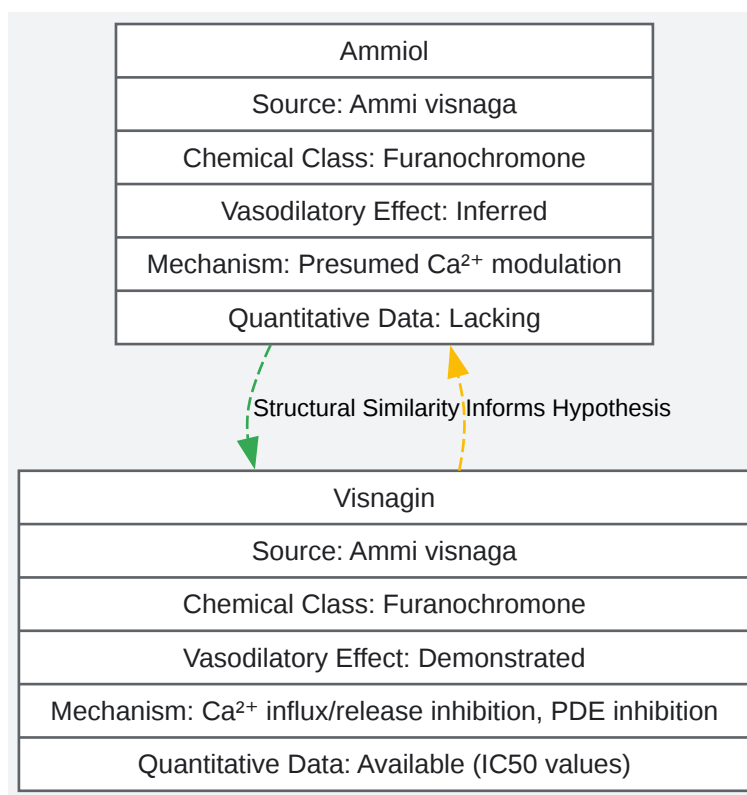 Ammiol
Source: Ammi visnaga
Chemical Class: Furanochromone
Vasodilatory Effect: Inferred
Mechanism: Presumed Ca²⁺ modulation
Quantitative Data: Lacking
Structural Similarity
Informs Hypothesis
Visnagin
Source: Ammi visnaga
Chemical Class: Furanochromone
Vasodilatory Effect: Demonstrated
Mechanism: Ca²⁺ influx/release inhibition, PDE inhibition
Quantitative Data: Available (IC50 values)